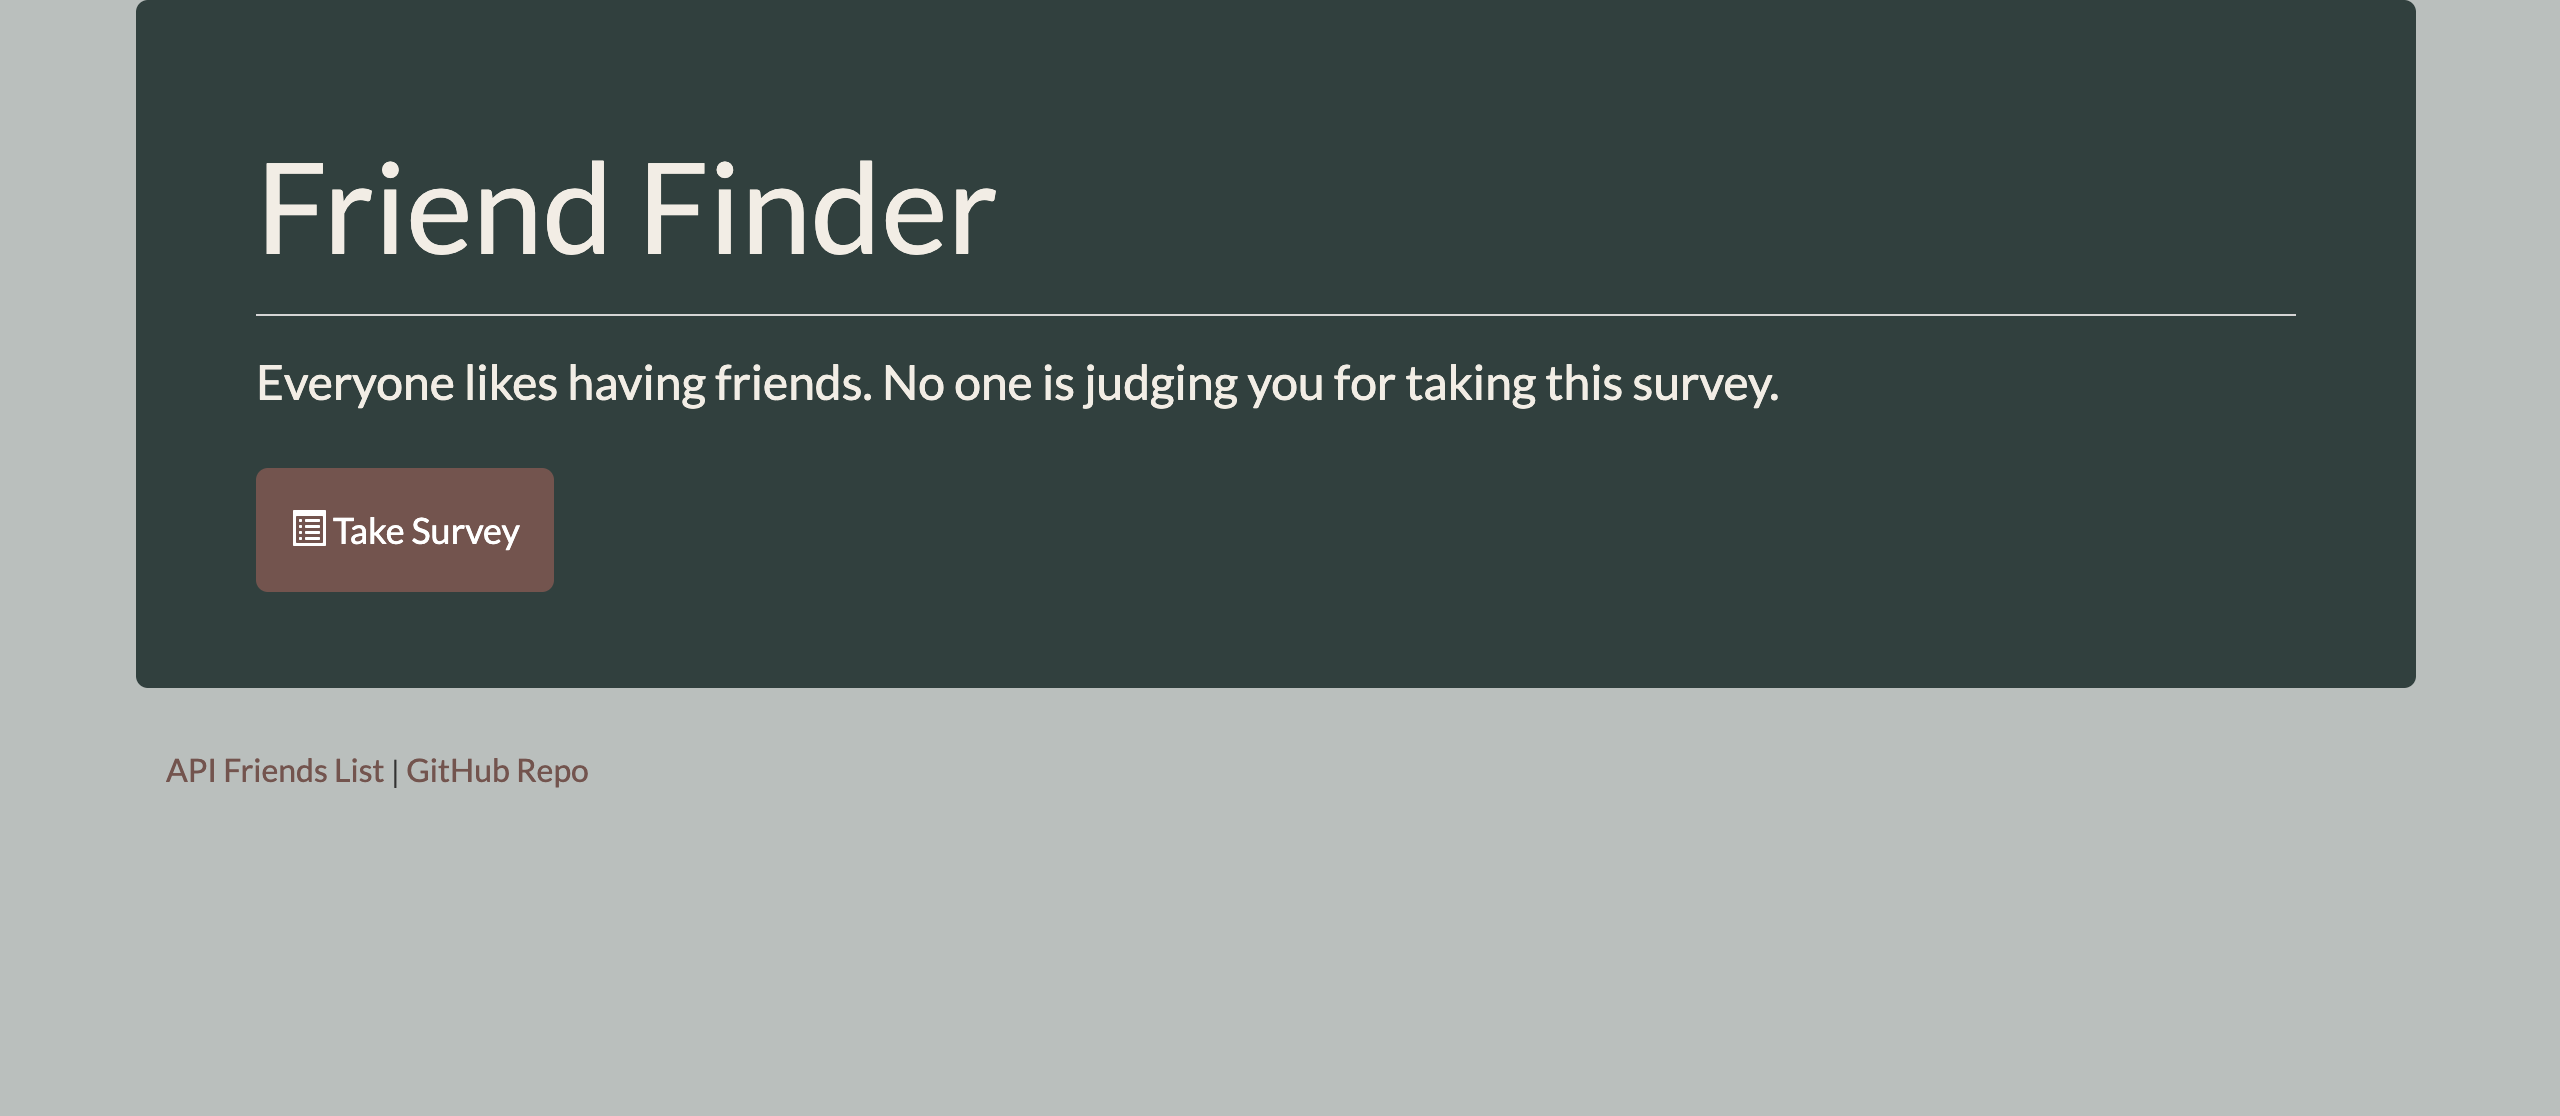 Friend Finder
Everyone likes having friends. No one is judging you for taking this survey.
Take Survey
API Friends List | GitHub Repo